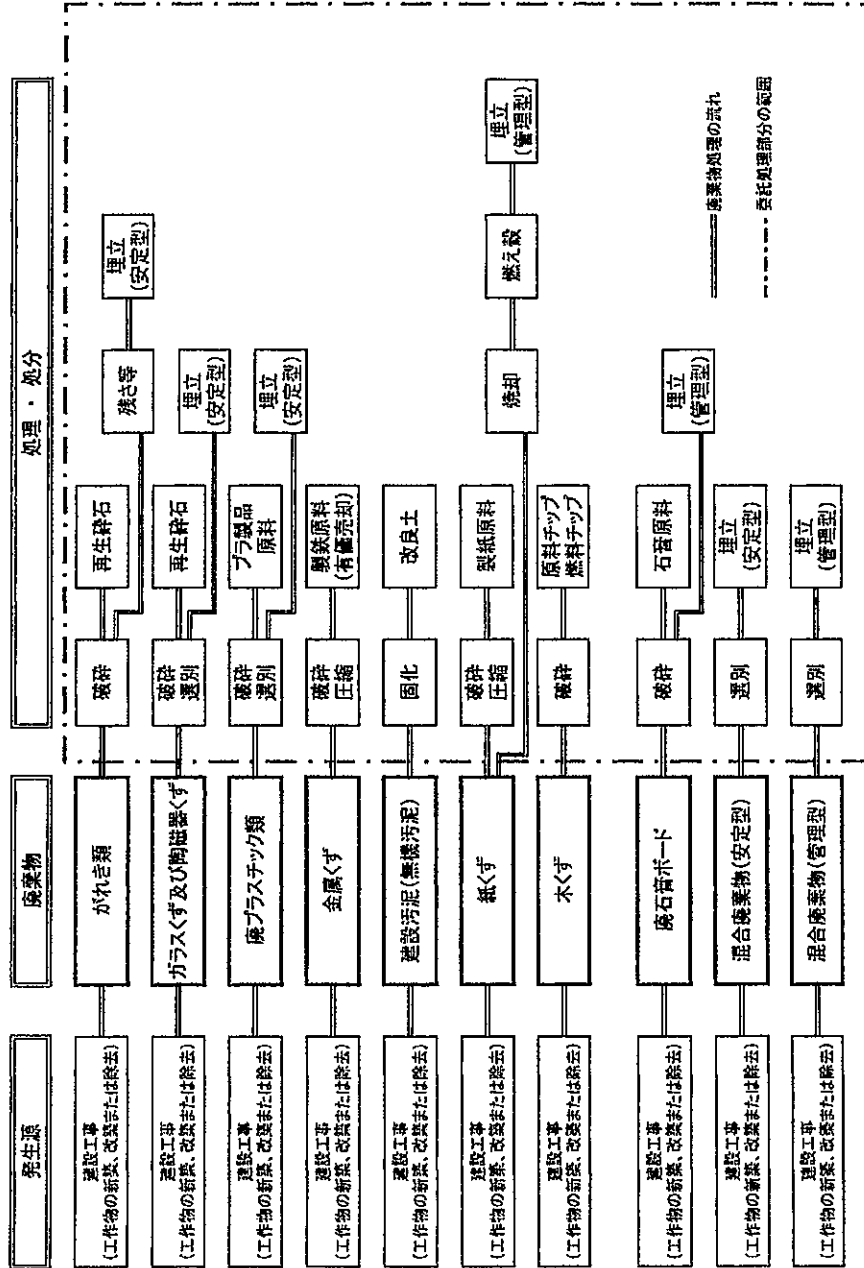 発生源
廃棄物
処理・処分
建設工事
(工作物の新築、改築または除去)
がれき類
破砕
再生砕石
残さ等
埋立
(安定型)
建設工事
(工作物の新築、改築または除去)
ガラスくず及び陶磁器くず
破砕
選別
再生砕石
埋立
(安定型)
建設工事
(工作物の新築、改築または除去)
廃プラスチック類
破砕
選別
プラ製品
原料
埋立
(安定型)
建設工事
(工作物の新築、改築または除去)
金属くず
破砕
圧縮
製鉄原料
(有価売却)
建設工事
(工作物の新築、改築または除去)
建設汚泥(無機汚泥)
固化
改良土
建設工事
(工作物の新築、改築または除去)
紙くず
破砕
圧縮
製紙原料
焼却
燃え殻
埋立
(管理型)
建設工事
(工作物の新築、改築または除去)
木くず
破砕
原料チップ
燃料チップ
建設工事
(工作物の新築、改築または除去)
廃石膏ボード
破砕
石膏原料
埋立
(管理型)
建設工事
(工作物の新築、改築または除去)
混合廃棄物(安定型)
選別
埋立
(安定型)
建設工事
(工作物の新築、改築または除去)
混合廃棄物(管理型)
選別
埋立
(管理型)
廃棄物処理の流れ
委託処理部分の範囲